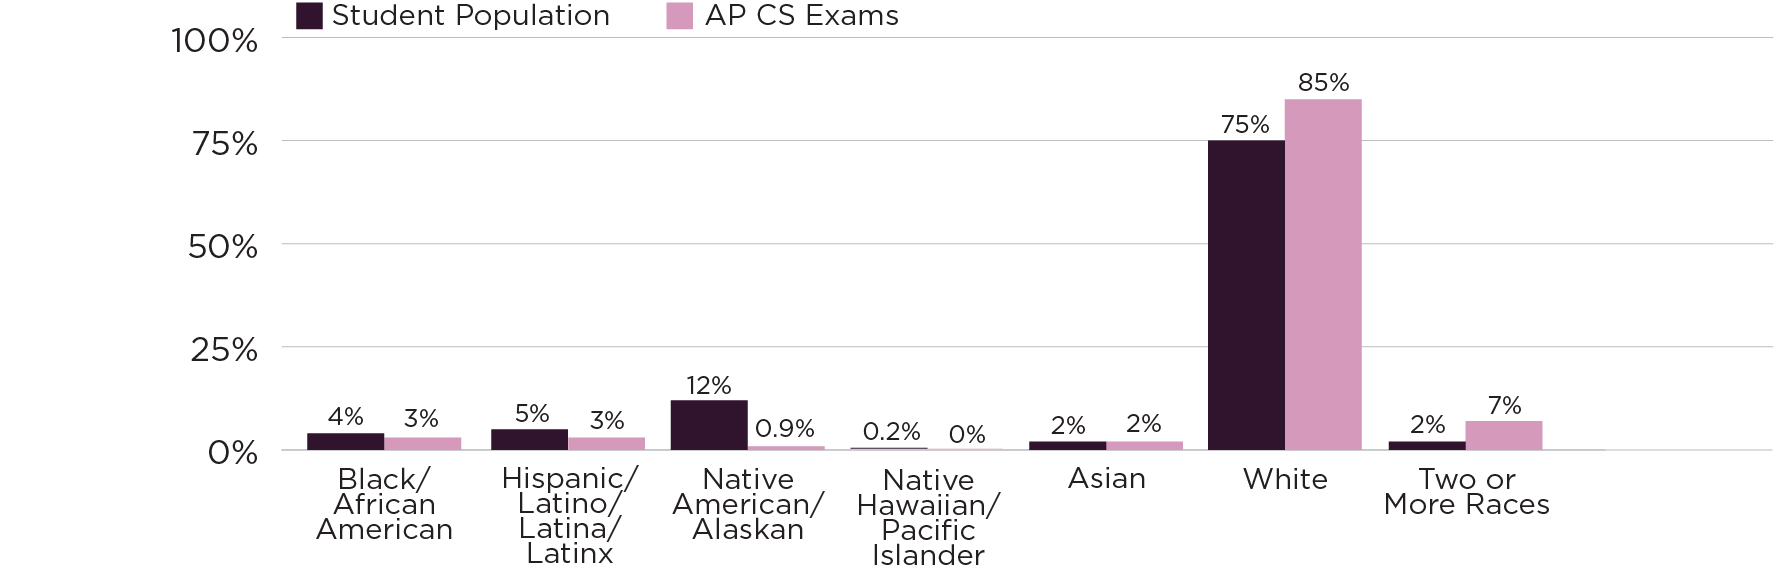 Student Population
AP CS Exams
100%
75%
50%
25%
0%
4%
3%
5%
3%
12%
0.9%
0.2%
0%
2%
2%
75%
85%
2%
7%
Black/
African
American
Hispanic/
Latino/
Latina/
Latinx
Native
American/
Alaskan
Native
Hawaiian/
Pacific
Islander
Asian
White
Two or
More Races